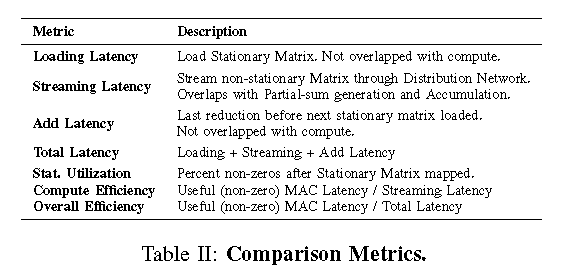 Metric Description
Loading Latency Load Stationary Matrix. Not overlapped with compute.
Streaming Latency Stream non-stationary Matrix through Distribution Network.
Overlaps with Partial-sum generation and Accumulation.
Add Latency Last reduction before next stationary matrix loaded.
Not overlapped with compute.
Total Latency Loading + Streaming + Add Latency
Stat. Utilization Percent non-zeros after Stationary Matrix mapped.
Compute Efficiency Useful (non-zero) MAC Latency / Streaming Latency
Overall Efficiency Useful (non-zero) MAC Latency / Total Latency
Table II: Comparison Metrics.